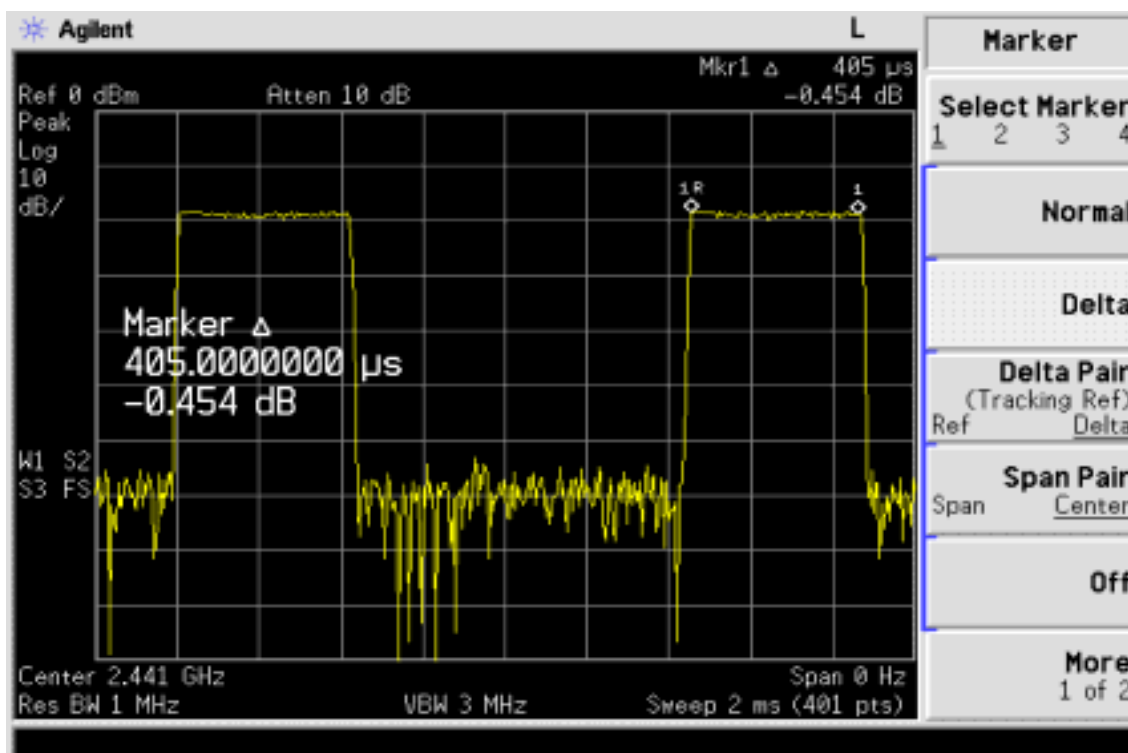 Agilent L
Marker
Mkr1 Δ 405 µs
Ref 0 dBm Atten 10 dB -0.454 dB
Peak
Log
10
dB/
1R 1
Marker Δ
405.0000000 µs
-0.454 dB
W1 S2
S3 FS
Center 2.441 GHz Span 0 Hz
Res BW 1 MHz VBW 3 MHz Sweep 2 ms (401 pts)
Select Marker
1 2 3 4
Normal
Delta
Delta Pair
(Tracking Ref)
Ref Delta
Span Pair
Span Center
Off
More
1 of 2